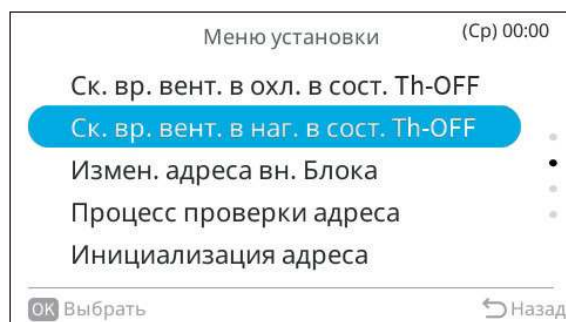 Меню установки (Ср) 00:00
Ск. вр. вент. в охл. в сост. Th-OFF
Ск. вр. вент. в наг. в сост. Th-OFF
Измен. адреса вн. Блока
Процесс проверки адреса
Инициализация адреса
OK Выбрать Назад